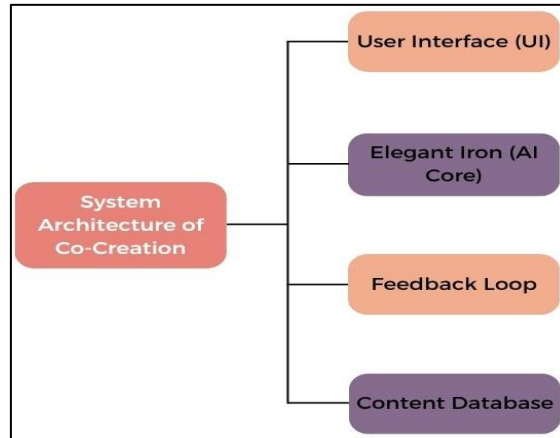 User Interface (UI)
Elegant Iron (AI
Core)
System
Architecture of
Co-Creation
Feedback Loop
Content Database